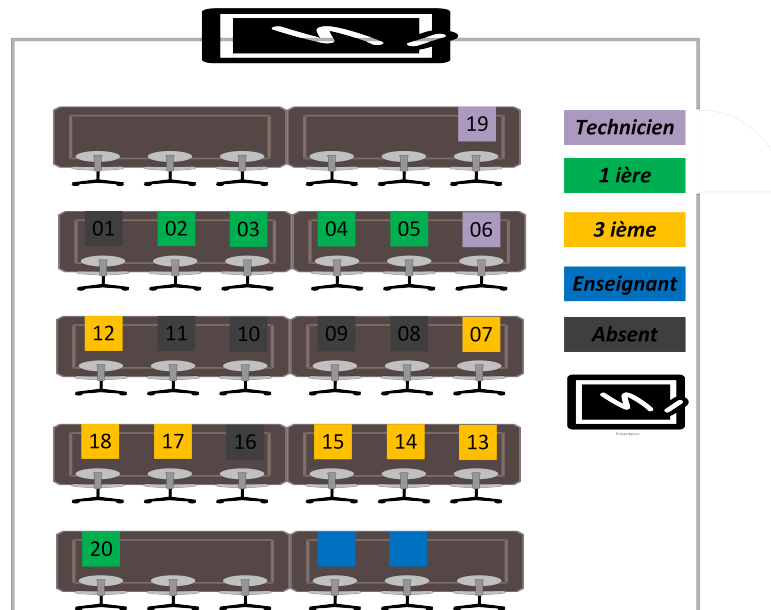 19
Technicien
1 ière
01 02 03 04 05 06
3 ième
Enseignant
12 11 10 09 08 07
Absent
Présentation
18 17 16 15 14 13
20